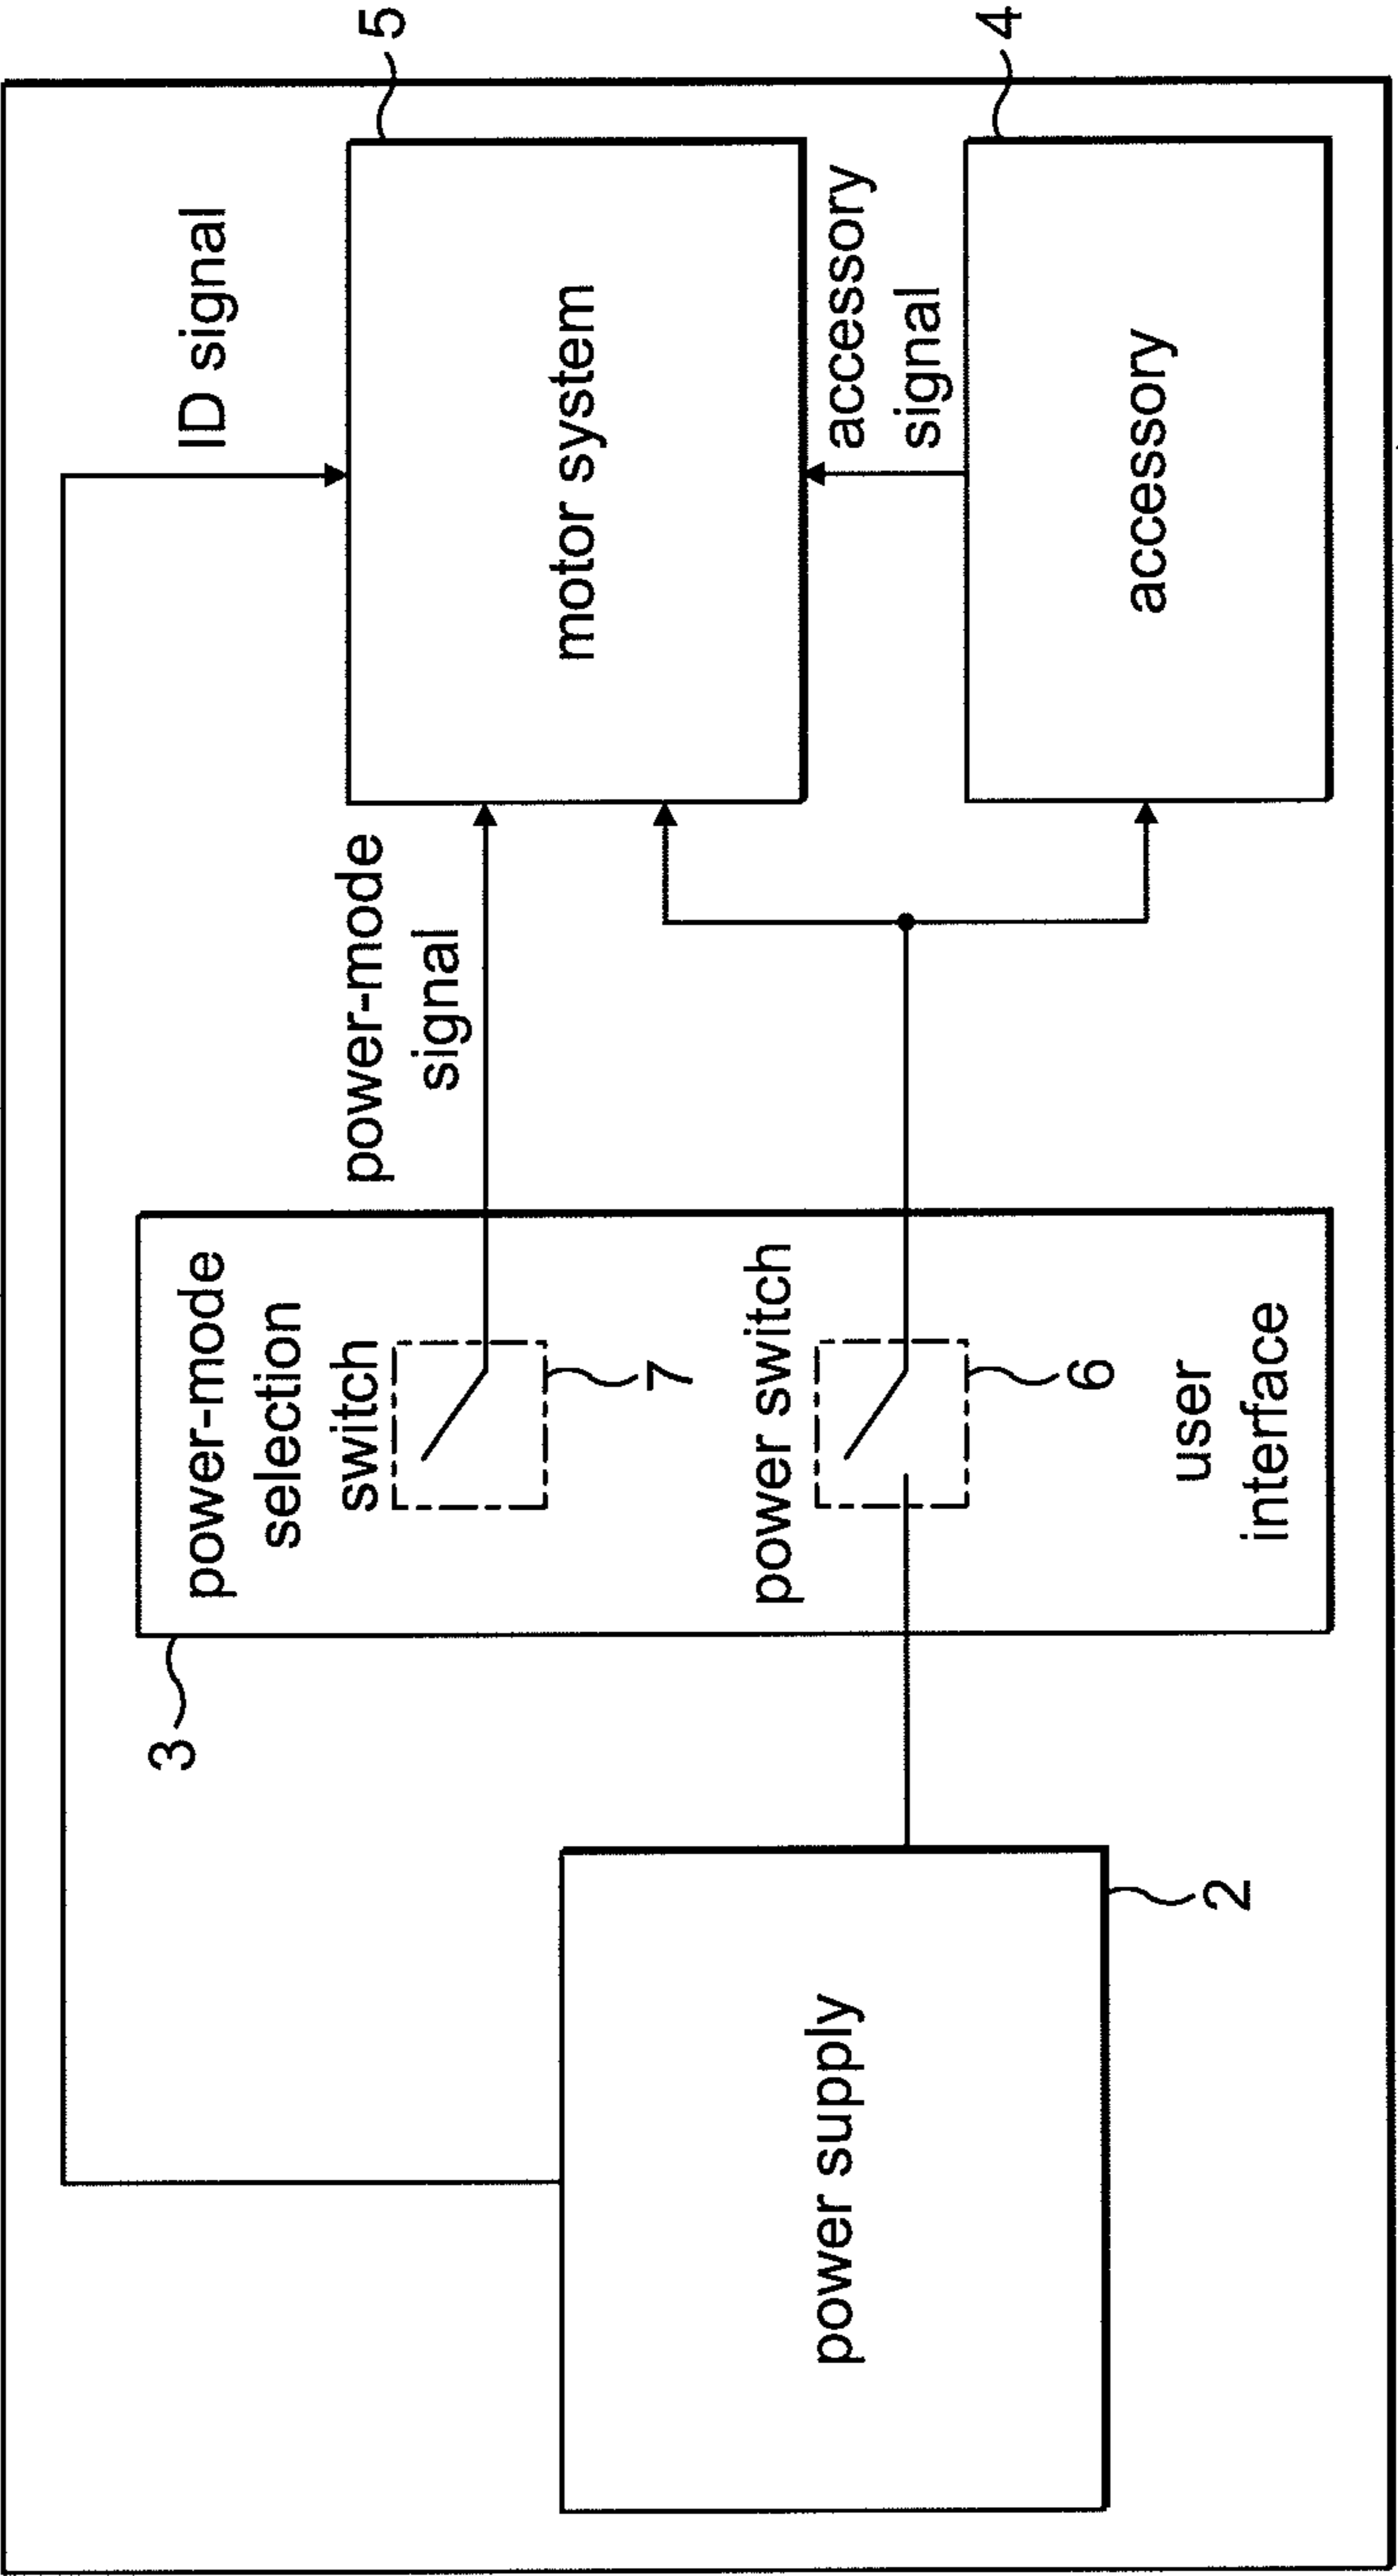 ID signal
5
motor system
power-mode
signal
accessory
signal
4
accessory
3
power-mode
selection
switch
7
power switch
6
user
interface
power supply
2